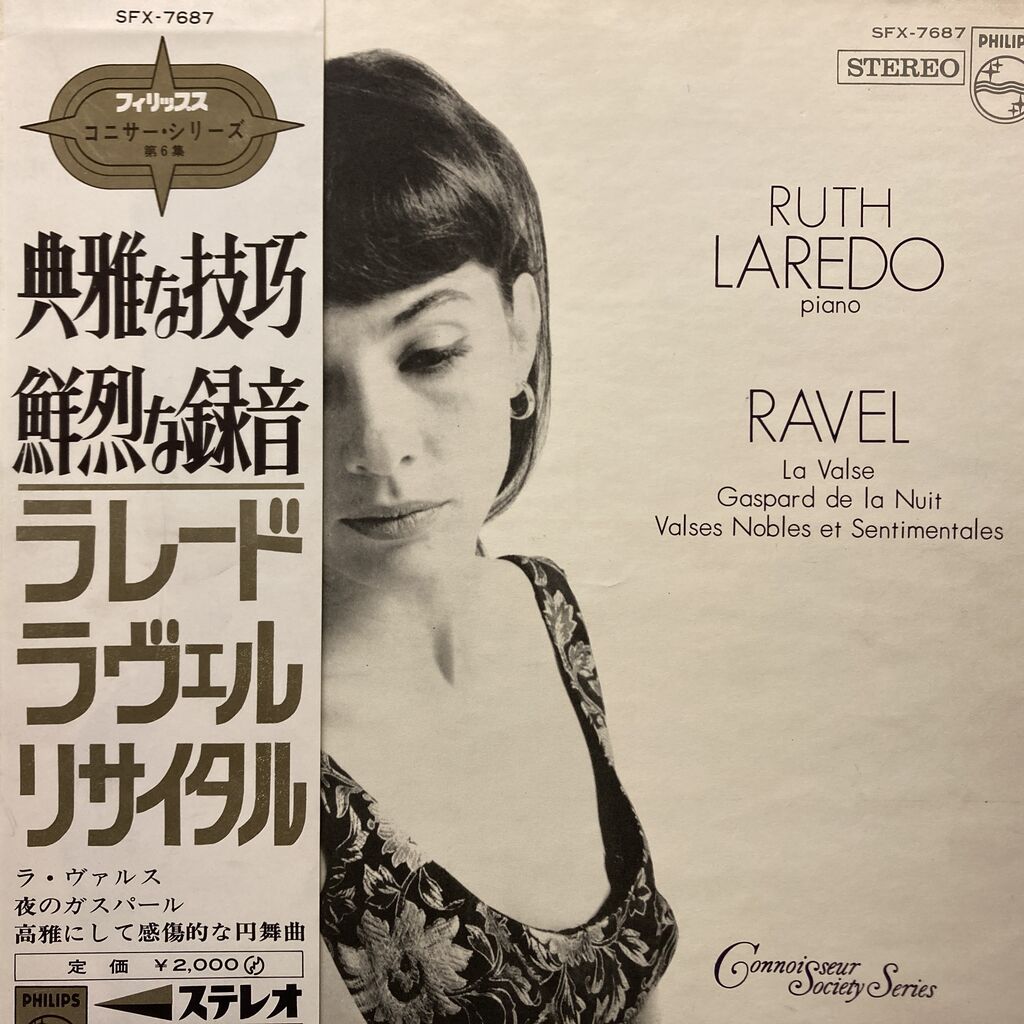 SFX-7687
フィリップス
コニサー・シリーズ
第6集
典雅な技巧
鮮烈な録音
ラレード
ラヴェル
リサイタル
ラ・ヴァルス
夜のガスパール
高雅にして感傷的な円舞曲
定価 ¥2,000
PHILIPS
ステレオ
SFX-7687
STEREO
PHILIPS
RUTH
LAREDO
piano
RAVEL
La Valse
Gaspard de la Nuit
Valses Nobles et Sentimentales
Connoisseur
Society Series